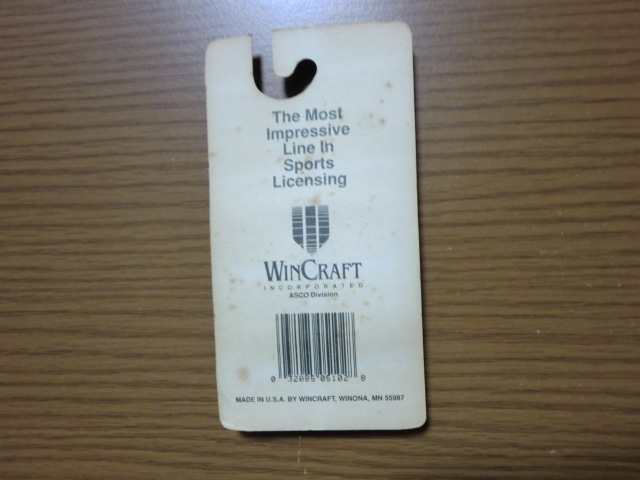 The Most
Impressive
Line In
Sports
Licensing
WINCRAFT
INCORPORATED
ASCO Division
0 32085 05102 8
MADE IN U.S.A. BY WINCRAFT, WINONA, MN 55987